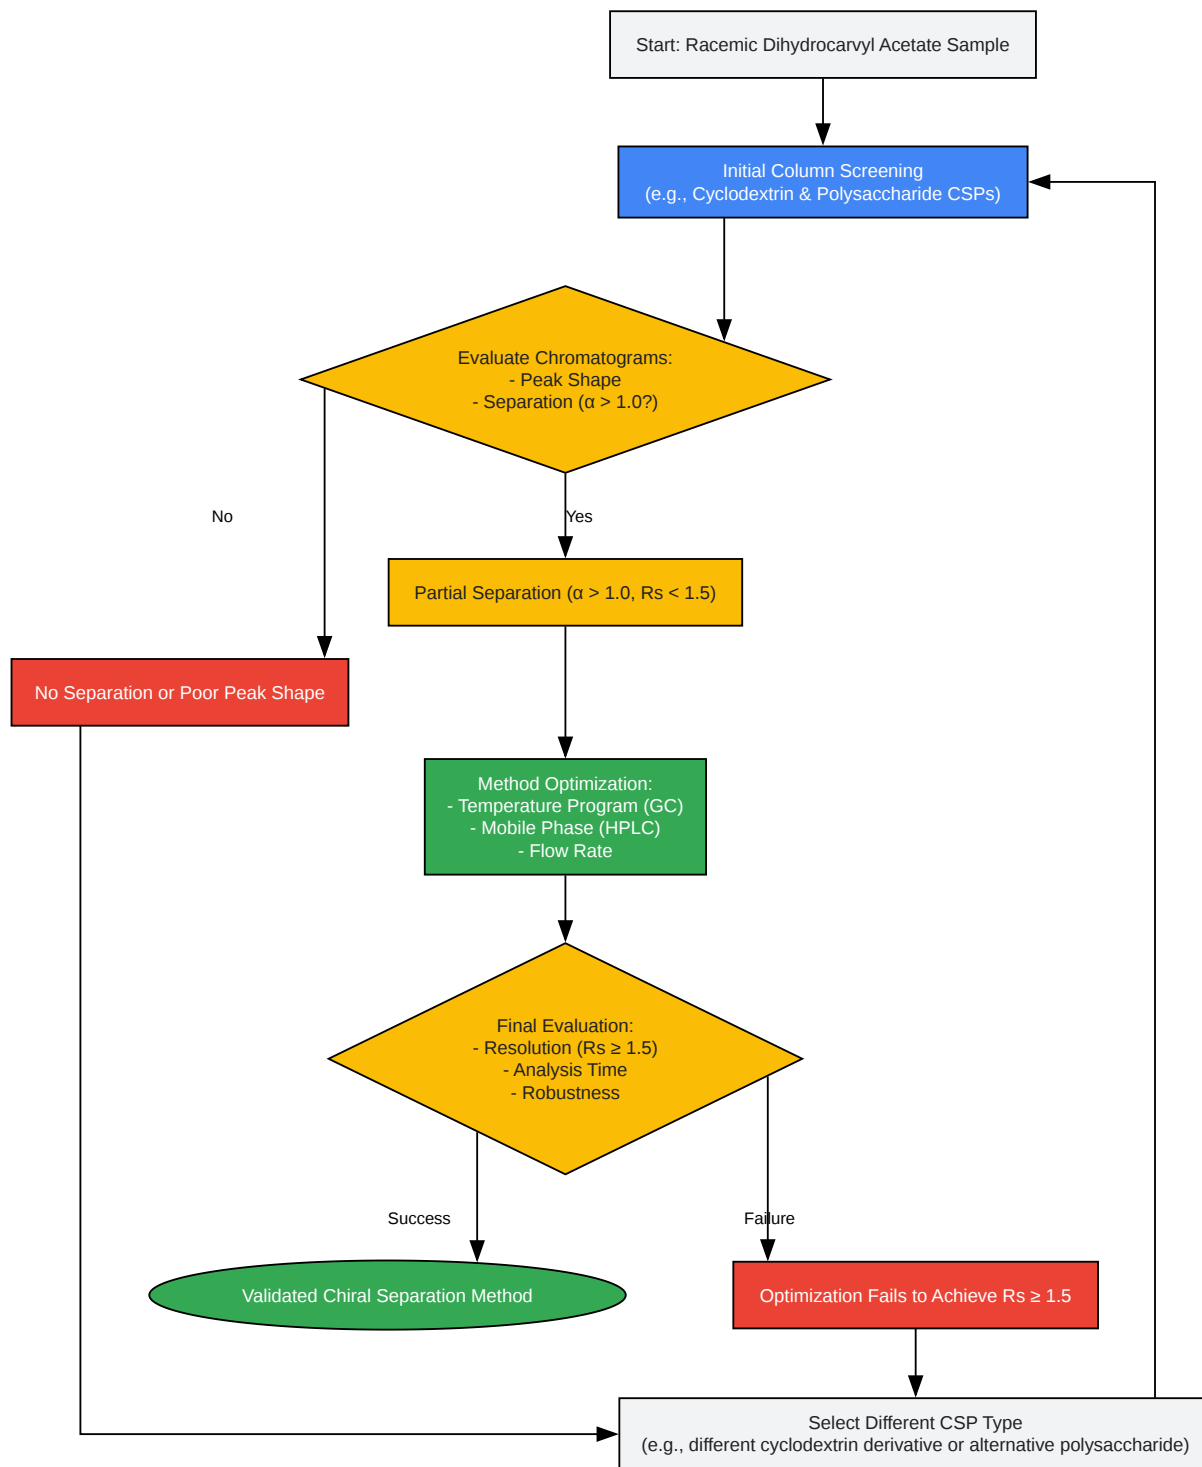 Start: Racemic Dihydrocarvyl Acetate Sample
Initial Column Screening
(e.g., Cyclodextrin & Polysaccharide CSPs)
Evaluate Chromatograms:
- Peak Shape
- Separation (α > 1.0?)
No
Yes
Partial Separation (α > 1.0, Rs < 1.5)
No Separation or Poor Peak Shape
Method Optimization:
- Temperature Program (GC)
- Mobile Phase (HPLC)
- Flow Rate
Final Evaluation:
- Resolution (Rs ≥ 1.5)
- Analysis Time
- Robustness
Success
Failure
Validated Chiral Separation Method
Optimization Fails to Achieve Rs ≥ 1.5
Select Different CSP Type
(e.g., different cyclodextrin derivative or alternative polysaccharide)